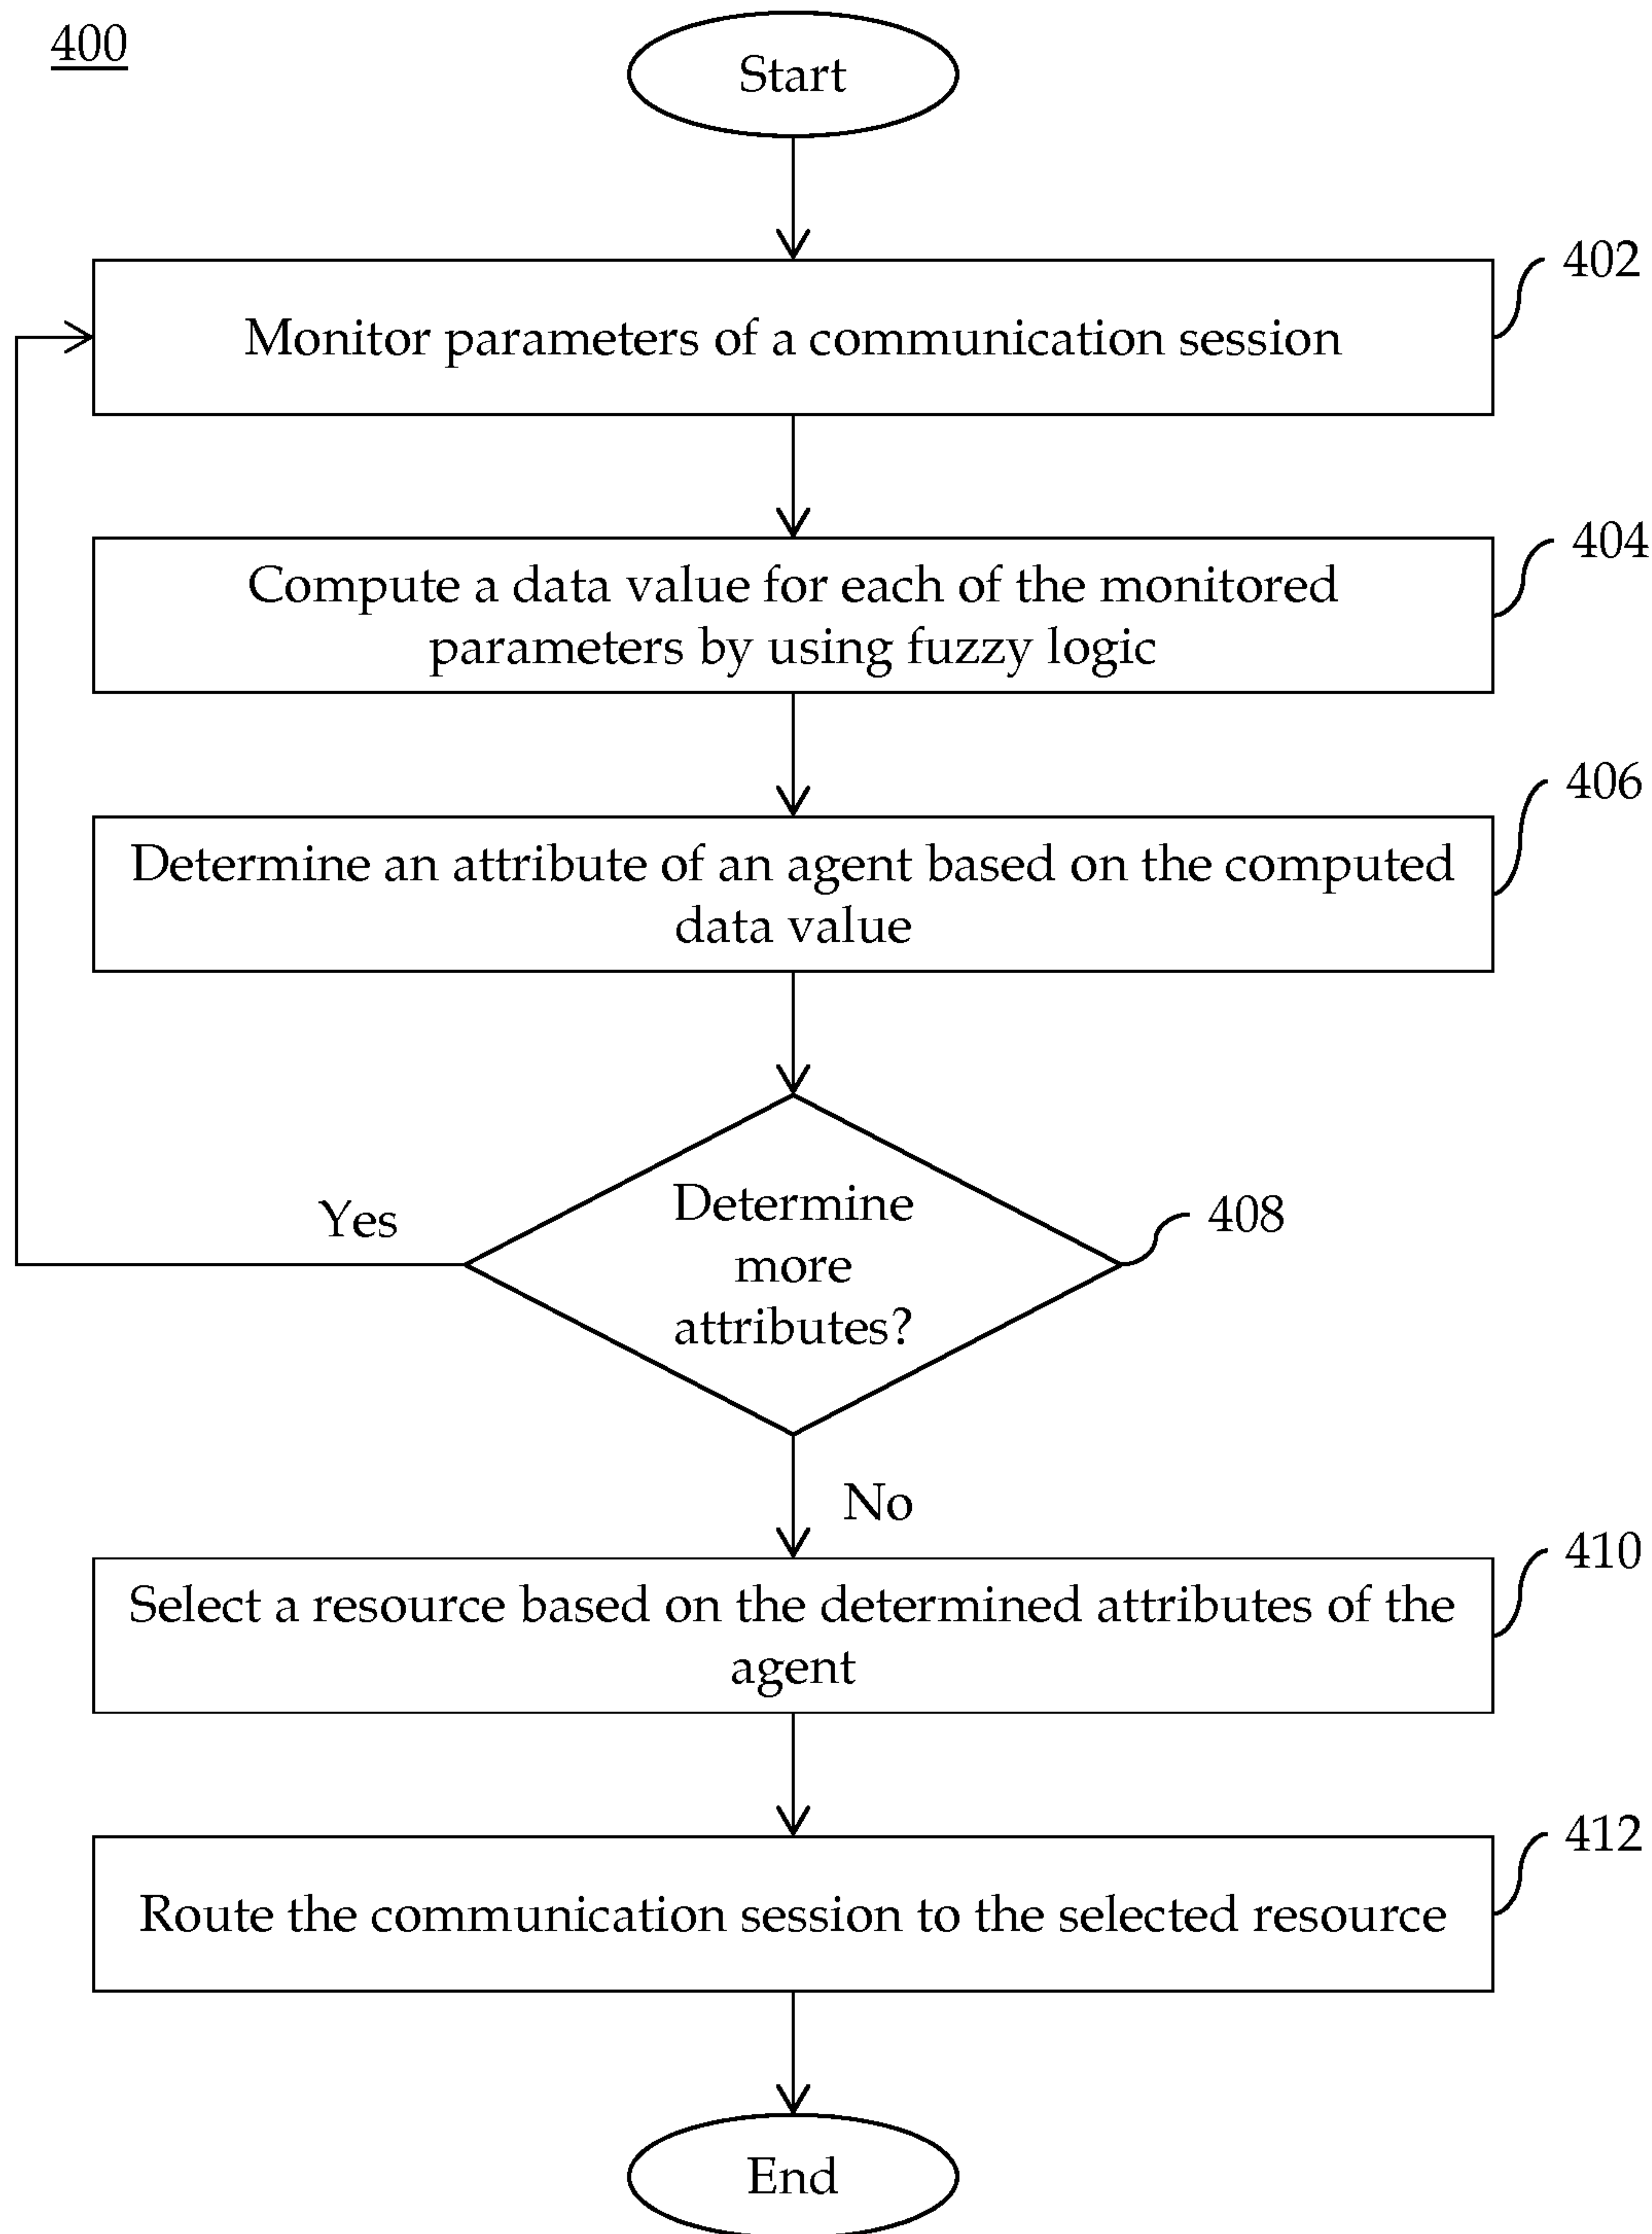 400
Start
402
Monitor parameters of a communication session
404
Compute a data value for each of the monitored
parameters by using fuzzy logic
406
Determine an attribute of an agent based on the computed
data value
Yes
Determine
more
attributes?
408
No
410
Select a resource based on the determined attributes of the
agent
412
Route the communication session to the selected resource
End